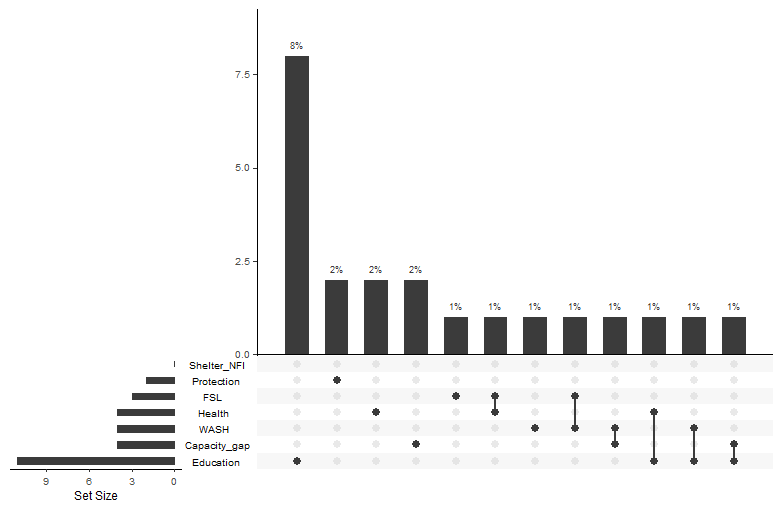 8%
7.5
5.0
2.5
2% 2% 2%
1% 1% 1% 1% 1% 1% 1% 1%
0.0
Shelter_NFI
Protection
FSL
Health
WASH
Capacity_gap
Education
9 6 3 0
Set Size